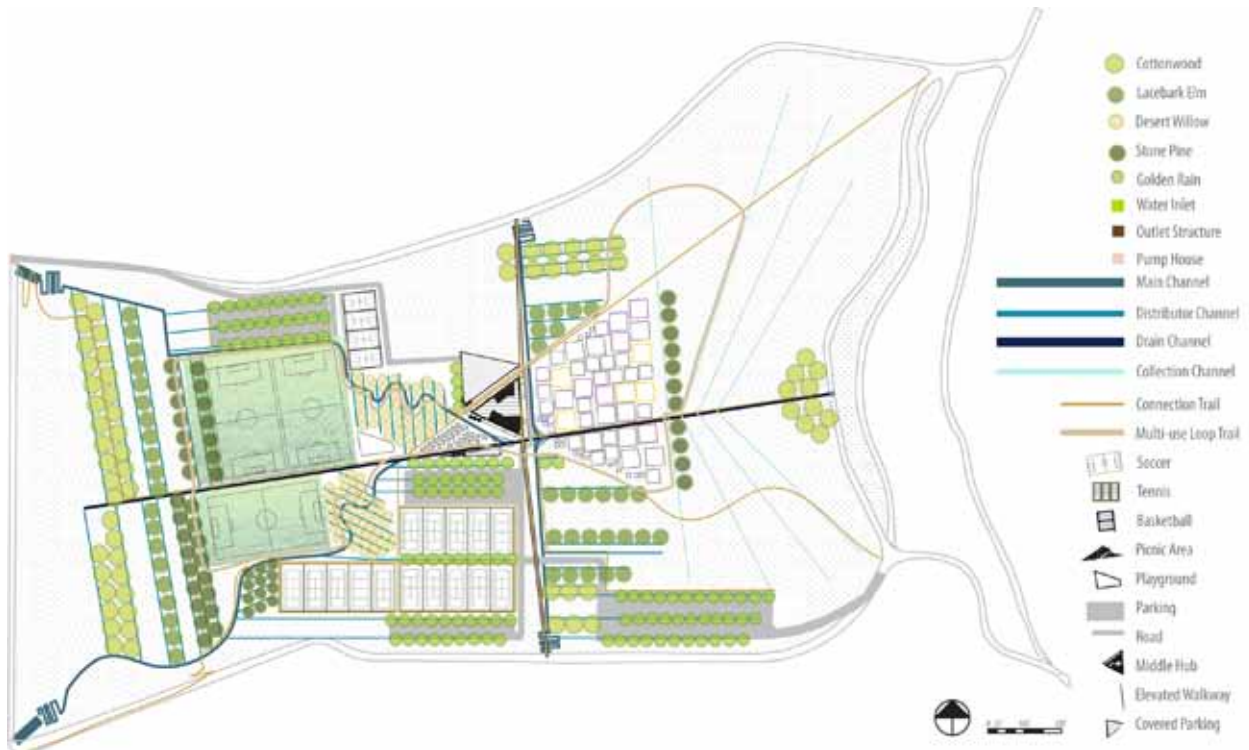 Cottonwood
Lacebark Elm
Desert Willow
Stone Pine
Golden Rain
Water Inlet
Outlet Structure
Pump House
Main Channel
Distributor Channel
Drain Channel
Collection Channel
Connection Trail
Multi-use Loop Trail
Soccer
Tennis
Basketball
Picnic Area
Playground
Parking
Road
Middle Hub
Elevated Walkway
Covered Parking